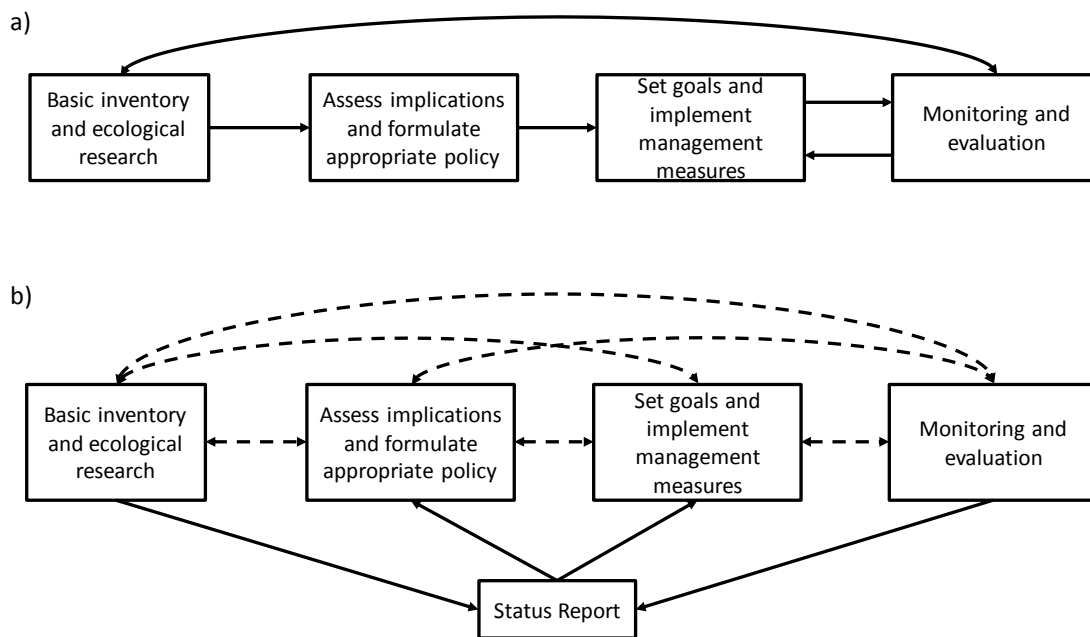 a)
Basic inventory
and ecological
research
Assess implications
and formulate
appropriate policy
Set goals and
implement
management
measures
Monitoring and
evaluation
b)
Basic inventory
and ecological
research
Assess implications
and formulate
appropriate policy
Set goals and
implement
management
measures
Monitoring and
evaluation
Status Report